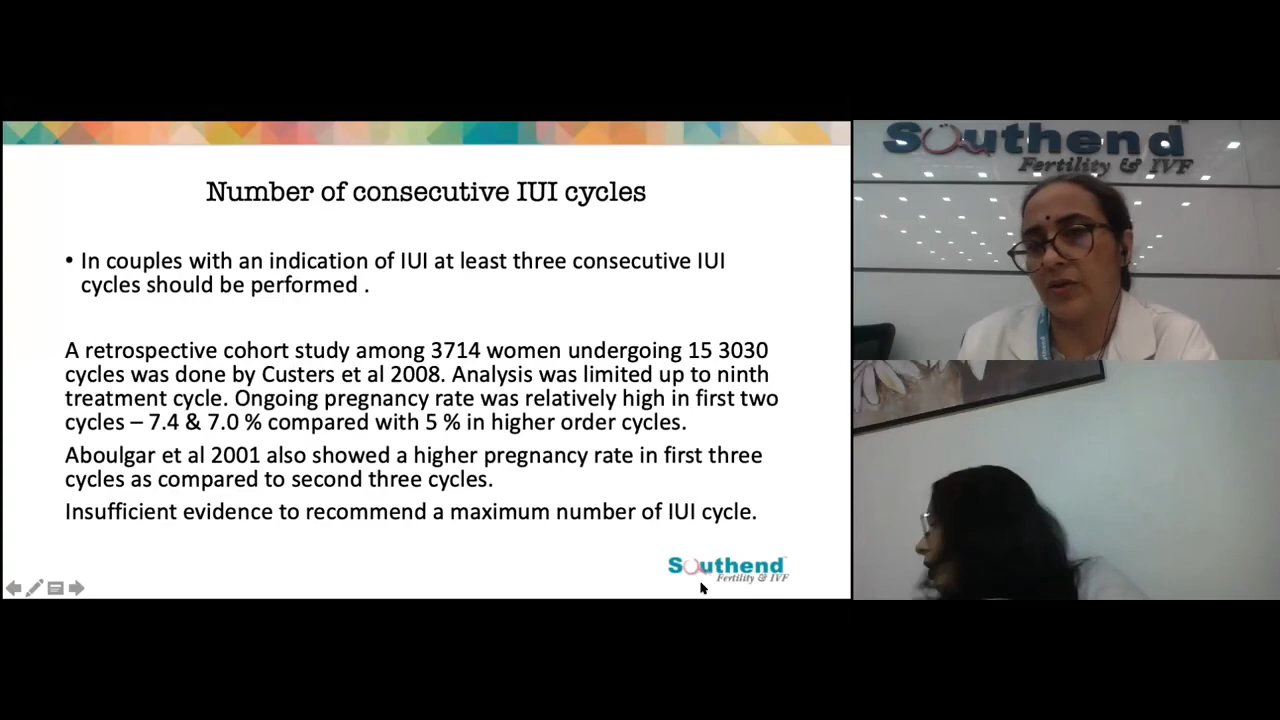 Number of consecutive IUI cycles
• In couples with an indication of IUI at least three consecutive IUI
cycles should be performed .
A retrospective cohort study among 3714 women undergoing 15 3030
cycles was done by Custers et al 2008. Analysis was limited up to ninth
treatment cycle. Ongoing pregnancy rate was relatively high in first two
cycles – 7.4 & 7.0 % compared with 5 % in higher order cycles.
Aboulgar et al 2001 also showed a higher pregnancy rate in first three
cycles as compared to second three cycles.
Insufficient evidence to recommend a maximum number of IUI cycle.
Southend
Fertility & IVF
Southend
Fertility & IVF